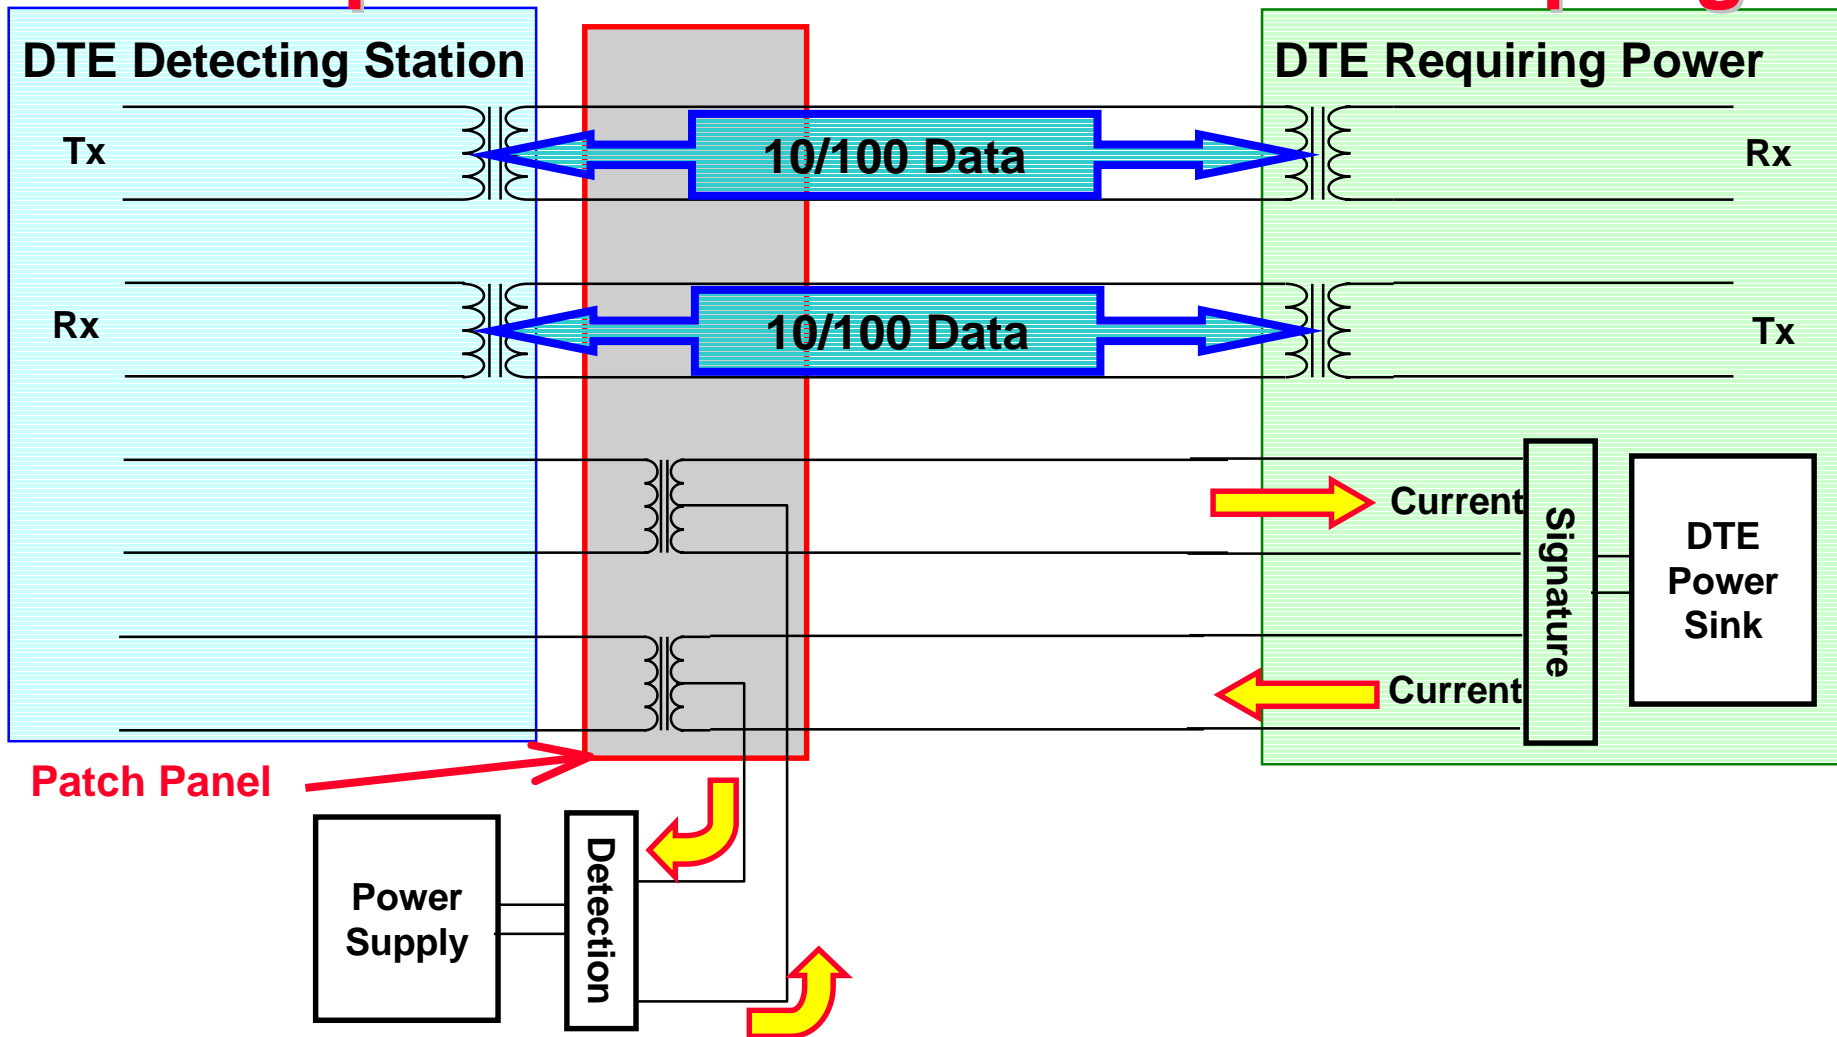 DTE Detecting Station
DTE Requiring Power
Tx
10/100 Data
Rx
Rx
10/100 Data
Tx
Current
Signature
DTE
Power
Sink
Current
Patch Panel
Power
Supply
Detection